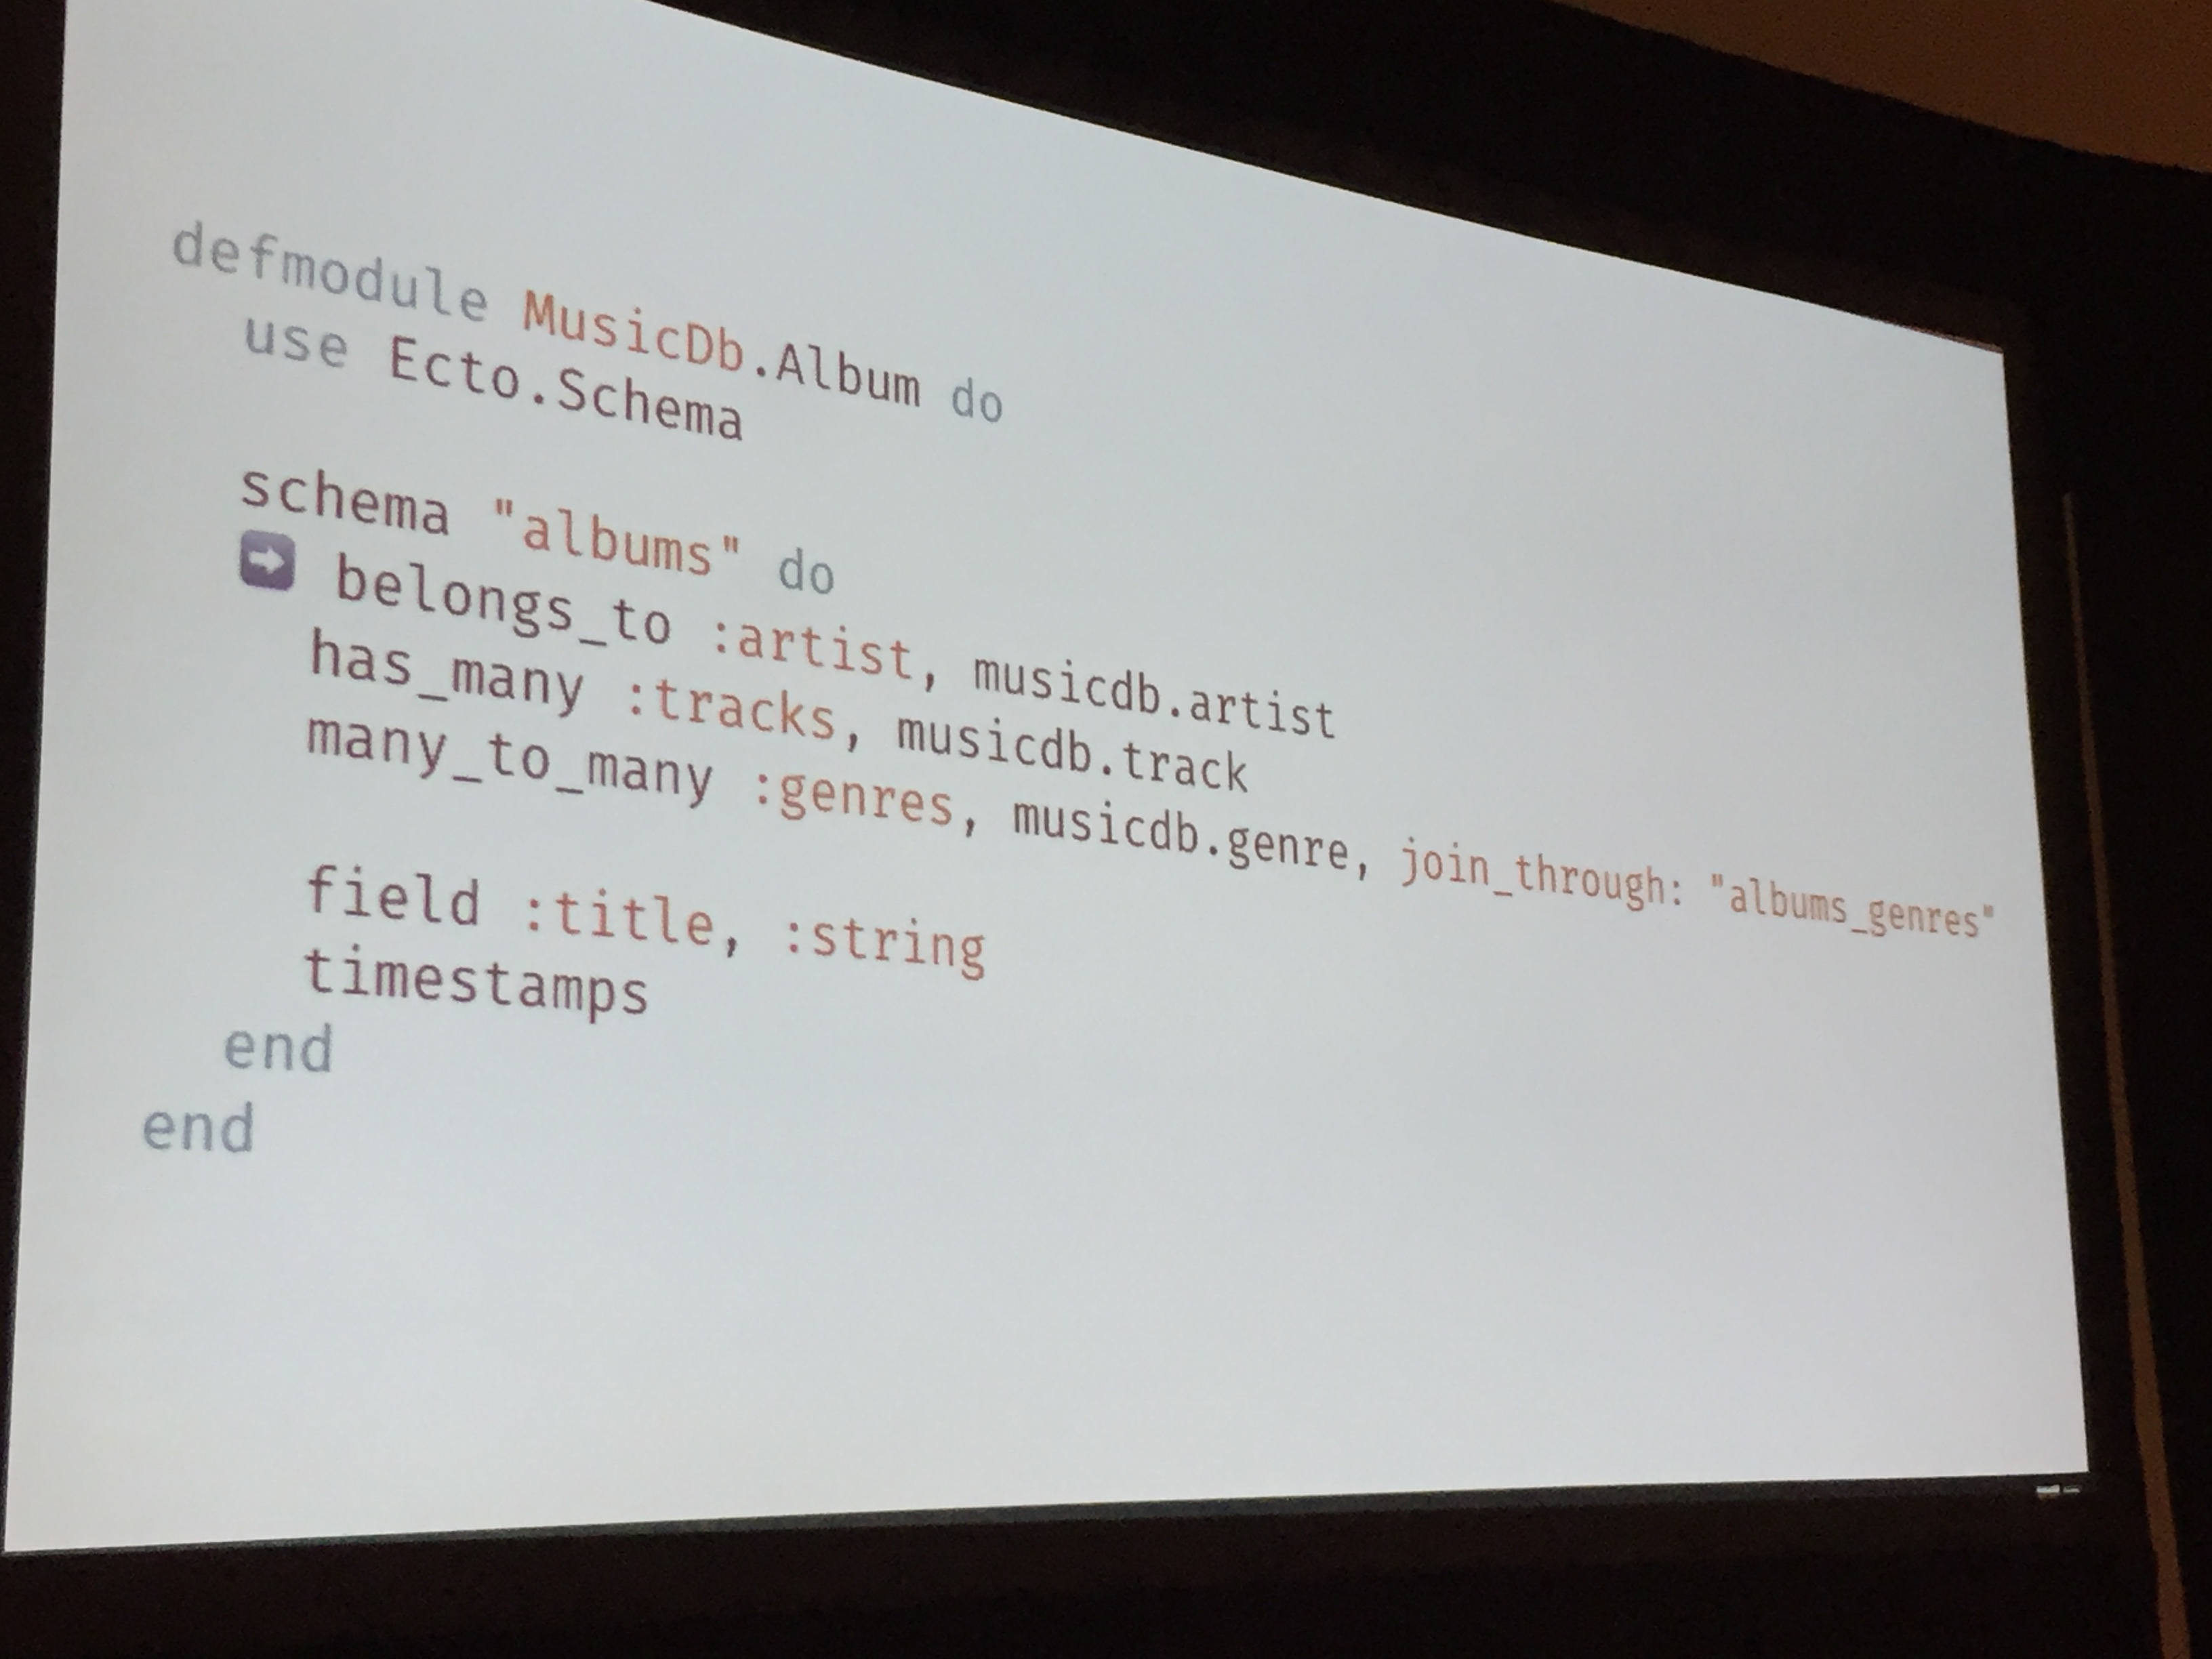 defmodule MusicDb.Album do
use Ecto.Schema
schema "albums" do
➡ belongs_to :artist, musicdb.artist
has_many :tracks, musicdb.track
many_to_many :genres, musicdb.genre, join_through: "albums_genres"
field :title, :string
timestamps
end
end